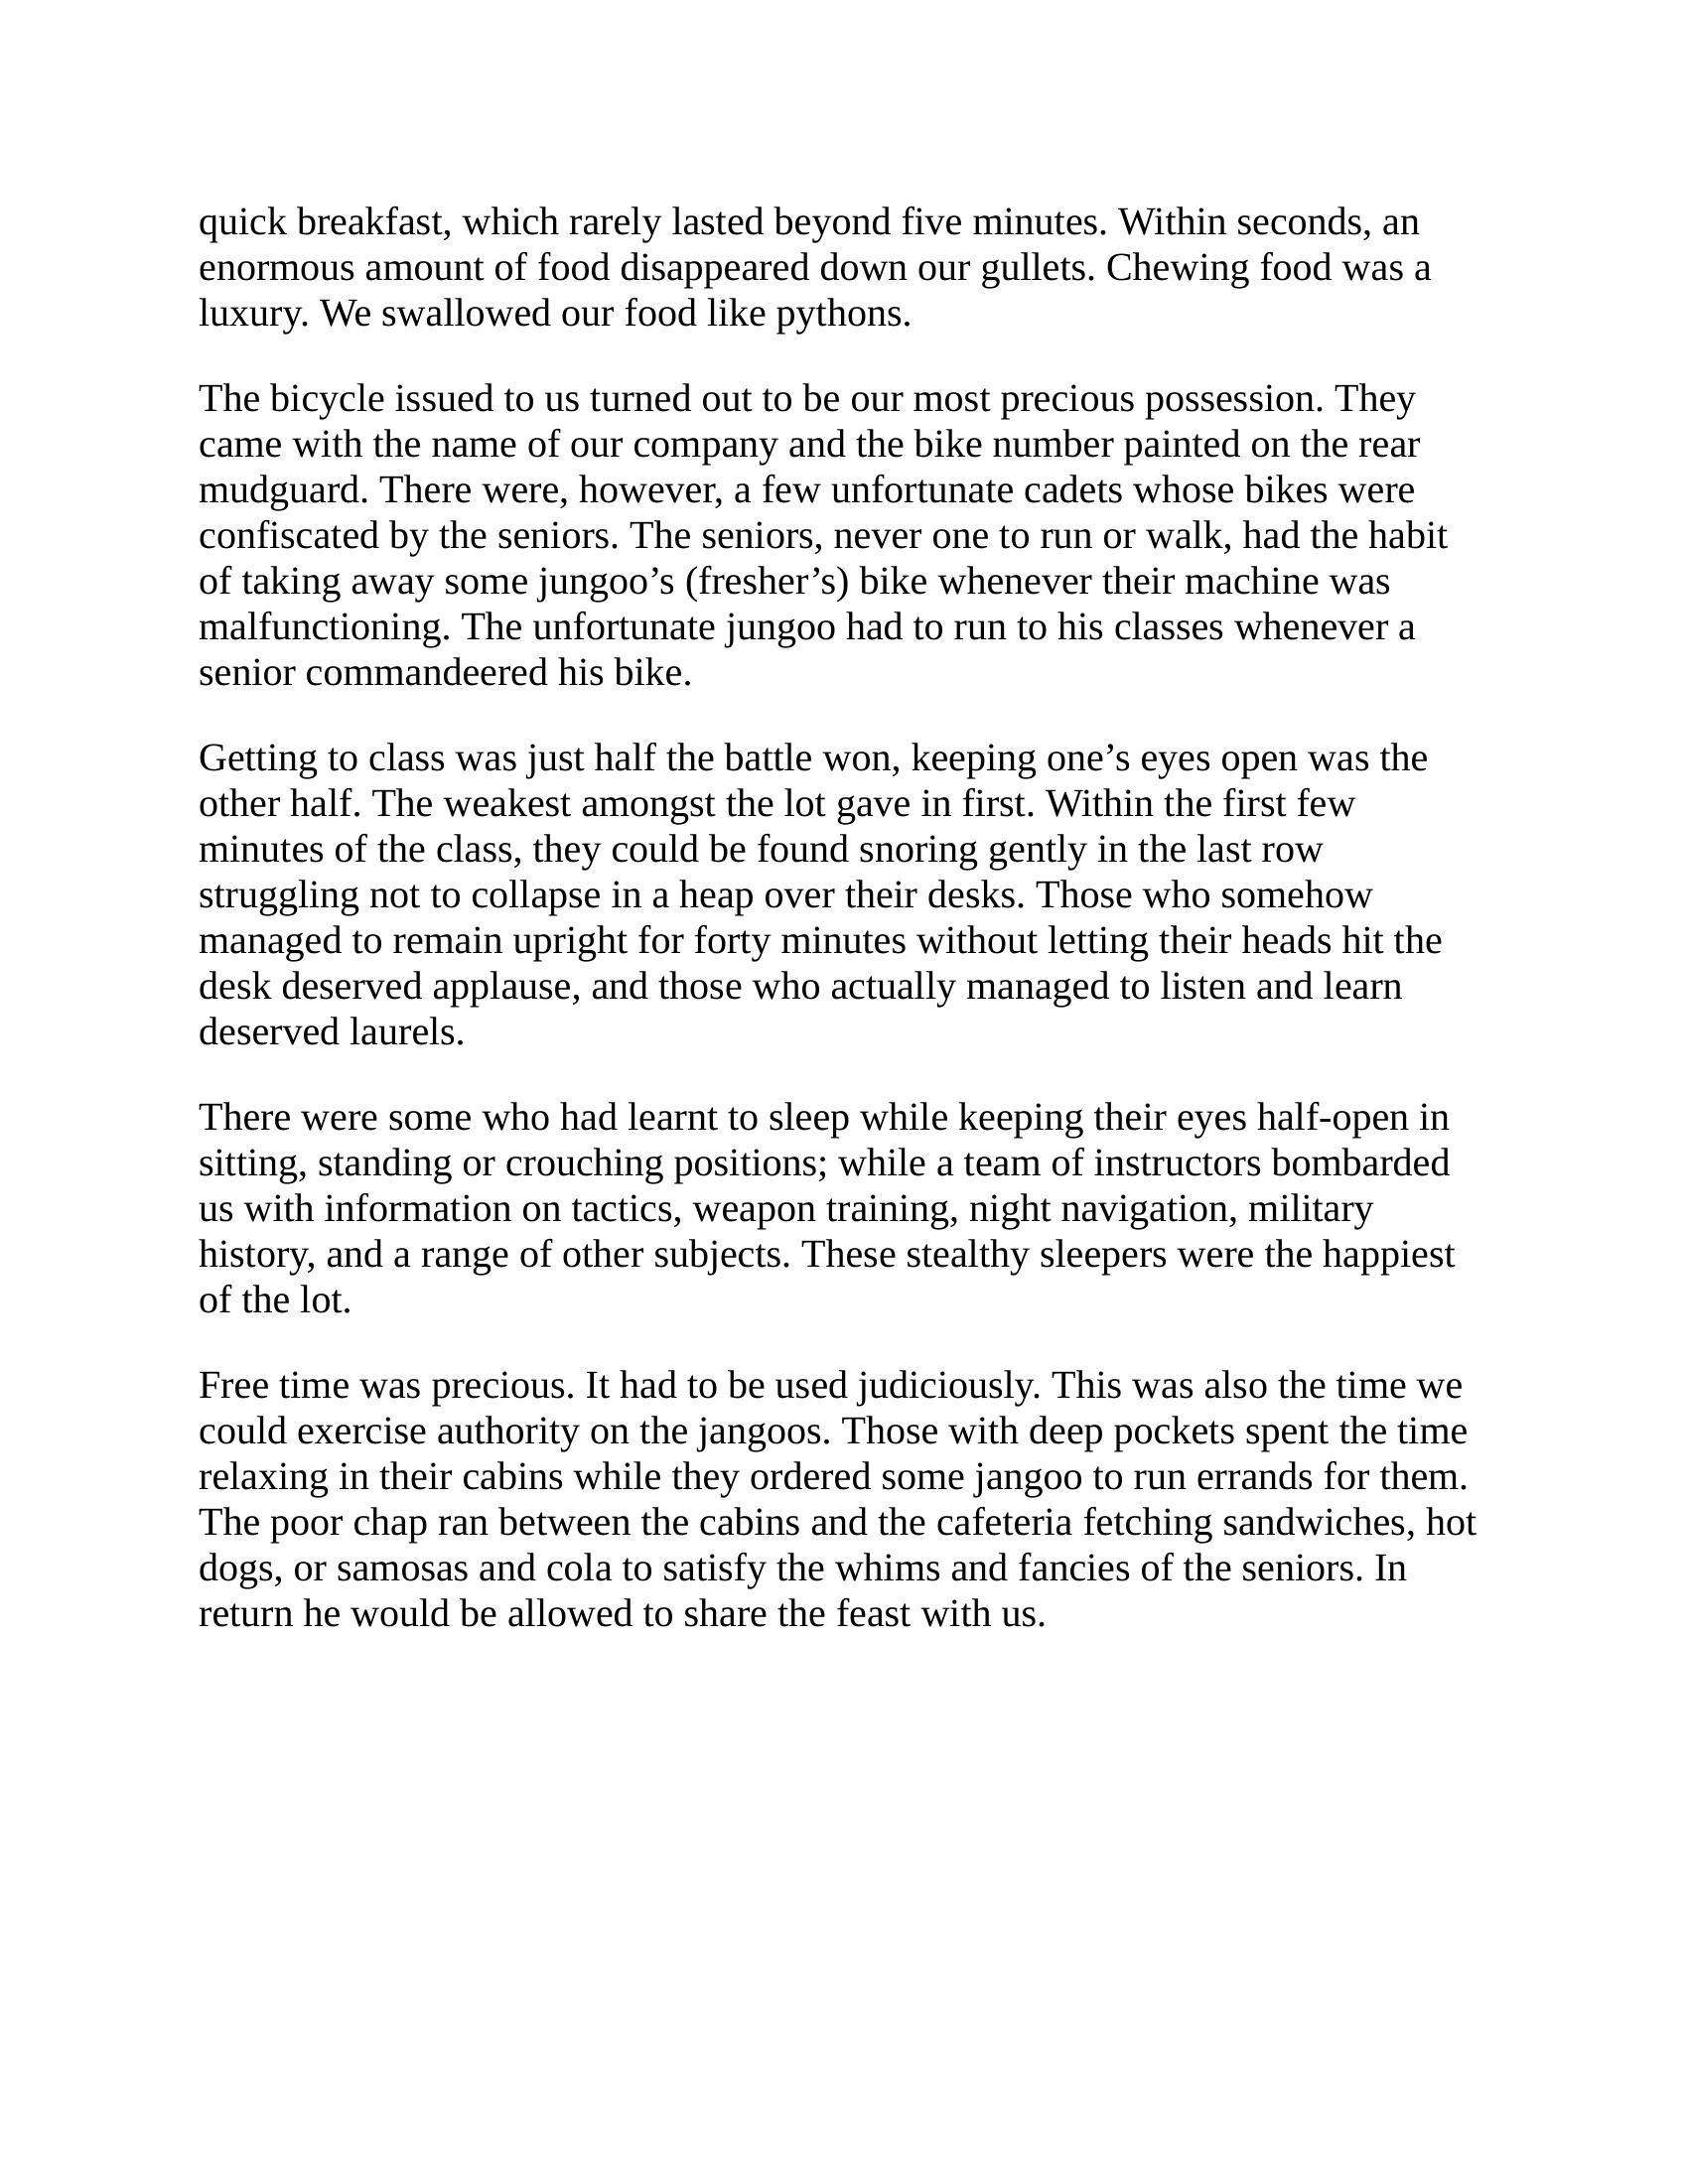 quick breakfast, which rarely lasted beyond five minutes. Within seconds, an
enormous amount of food disappeared down our gullets. Chewing food was a
luxury. We swallowed our food like pythons.
The bicycle issued to us turned out to be our most precious possession. They
came with the name of our company and the bike number painted on the rear
mudguard. There were, however, a few unfortunate cadets whose bikes were
confiscated by the seniors. The seniors, never one to run or walk, had the habit
of taking away some jungoo’s (fresher’s) bike whenever their machine was
malfunctioning. The unfortunate jungoo had to run to his classes whenever a
senior commandeered his bike.
Getting to class was just half the battle won, keeping one’s eyes open was the
other half. The weakest amongst the lot gave in first. Within the first few
minutes of the class, they could be found snoring gently in the last row
struggling not to collapse in a heap over their desks. Those who somehow
managed to remain upright for forty minutes without letting their heads hit the
desk deserved applause, and those who actually managed to listen and learn
deserved laurels.
There were some who had learnt to sleep while keeping their eyes half-open in
sitting, standing or crouching positions; while a team of instructors bombarded
us with information on tactics, weapon training, night navigation, military
history, and a range of other subjects. These stealthy sleepers were the happiest
of the lot.
Free time was precious. It had to be used judiciously. This was also the time we
could exercise authority on the jangoos. Those with deep pockets spent the time
relaxing in their cabins while they ordered some jangoo to run errands for them.
The poor chap ran between the cabins and the cafeteria fetching sandwiches, hot
dogs, or samosas and cola to satisfy the whims and fancies of the seniors. In
return he would be allowed to share the feast with us.